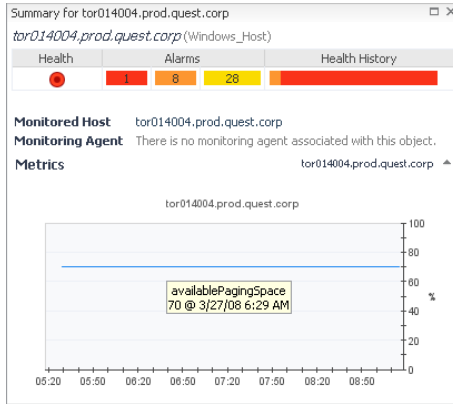 Summary for tor014004.prod.quest.corp
tor014004.prod.quest.corp (Windows_Host)
Health Alarms Health History
1 8 28
Monitored Host tor014004.prod.quest.corp
Monitoring Agent There is no monitoring agent associated with this object.
Metrics tor014004.prod.quest.corp
tor014004.prod.quest.corp
100
80
availablePagingSpace
60
70 @ 3/27/08 6:29 AM
%
40
20
0
05:20 05:50 06:20 06:50 07:20 07:50 08:20 08:50